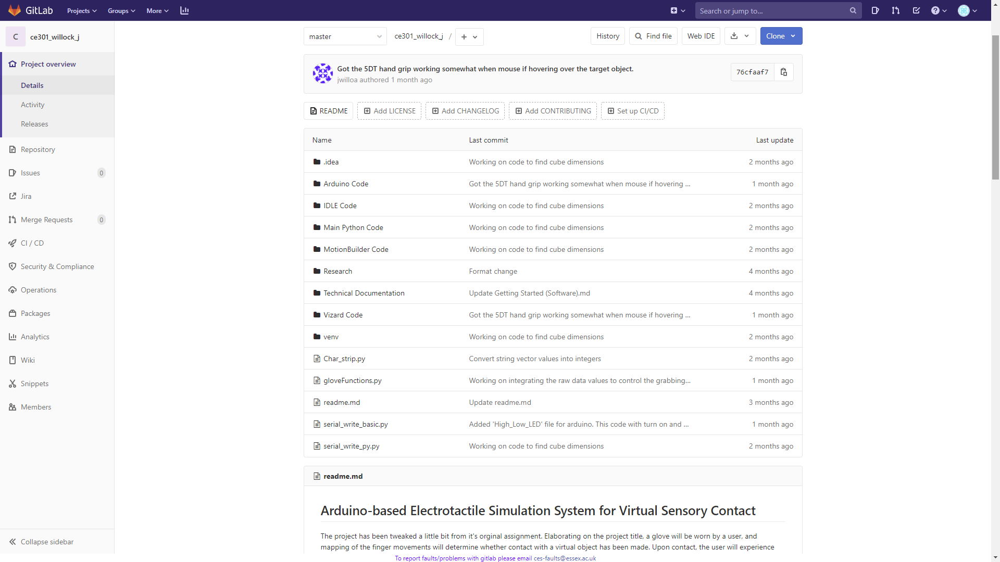 GitLab Projects Groups More Search or jump to...
C ce301_willock_j
Project overview
Details
Activity
Releases
Repository
Issues 0
Jira
Merge Requests 0
CI / CD
Security & Compliance
Operations
Packages
Analytics
Wiki
Snippets
Members
Collapse sidebar
master ce301_willock_j / + History Find file Web IDE Clone
Got the 5DT hand grip working somewhat when mouse if hovering over the target object.
jwilloa authored 1 month ago
76cfaaf7
README Add LICENSE Add CHANGELOG Add CONTRIBUTING Set up CI/CD
Name Last commit Last update
.idea Working on code to find cube dimensions 2 months ago
Arduino Code Got the 5DT hand grip working somewhat when mouse if hovering ... 1 month ago
IDLE Code Working on code to find cube dimensions 2 months ago
Main Python Code Working on code to find cube dimensions 2 months ago
MotionBuilder Code Working on code to find cube dimensions 2 months ago
Research Format change 4 months ago
Technical Documentation Update Getting Started (Software).md 4 months ago
Vizard Code Got the 5DT hand grip working somewhat when mouse if hovering ... 1 month ago
venv Working on code to find cube dimensions 2 months ago
Char_strip.py Convert string vector values into integers 2 months ago
gloveFunctions.py Working on integrating the raw data values to control the grabbing... 1 month ago
readme.md Update readme.md 3 months ago
serial_write_basic.py Added 'High_Low_LED' file for arduino. This code with turn on and ... 1 month ago
serial_write_py.py Working on code to find cube dimensions 2 months ago
readme.md
Arduino-based Electrotactile Simulation System for Virtual Sensory Contact
The project has been tweaked a little bit from it's orginal assignment. Elaborating on the project title, a glove will be worn by a user, and
mapping of the finger movements will determine whether contact with a virtual object has been made. Upon contact, the user will experience
To report faults/problems with gitlab please email ces-faults@essex.ac.uk